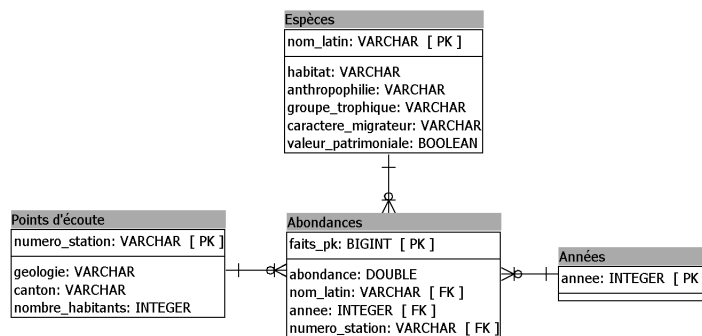 Espèces
nom_latin: VARCHAR [ PK ]
habitat: VARCHAR
anthropophilie: VARCHAR
groupe_trophique: VARCHAR
caractere_migrateur: VARCHAR
valeur_patrimoniale: BOOLEAN
Points d'écoute
numero_station: VARCHAR [ PK ]
geologie: VARCHAR
canton: VARCHAR
nombre_habitants: INTEGER
Abondances
faits_pk: BIGINT [ PK ]
abondance: DOUBLE
nom_latin: VARCHAR [ FK ]
annee: INTEGER [ FK ]
numero_station: VARCHAR [ FK ]
Années
annee: INTEGER [ PK